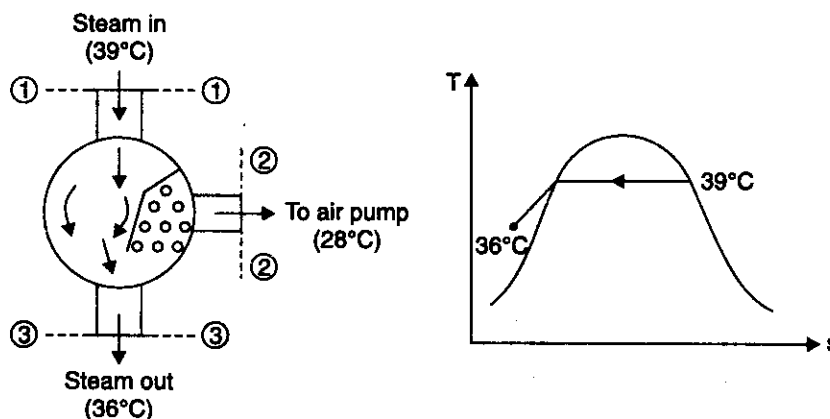 Steam in
(39°C)
① ①
②
To air pump
(28°C)
②
③ ③
Steam out
(36°C)
T
39°C
36°C
s